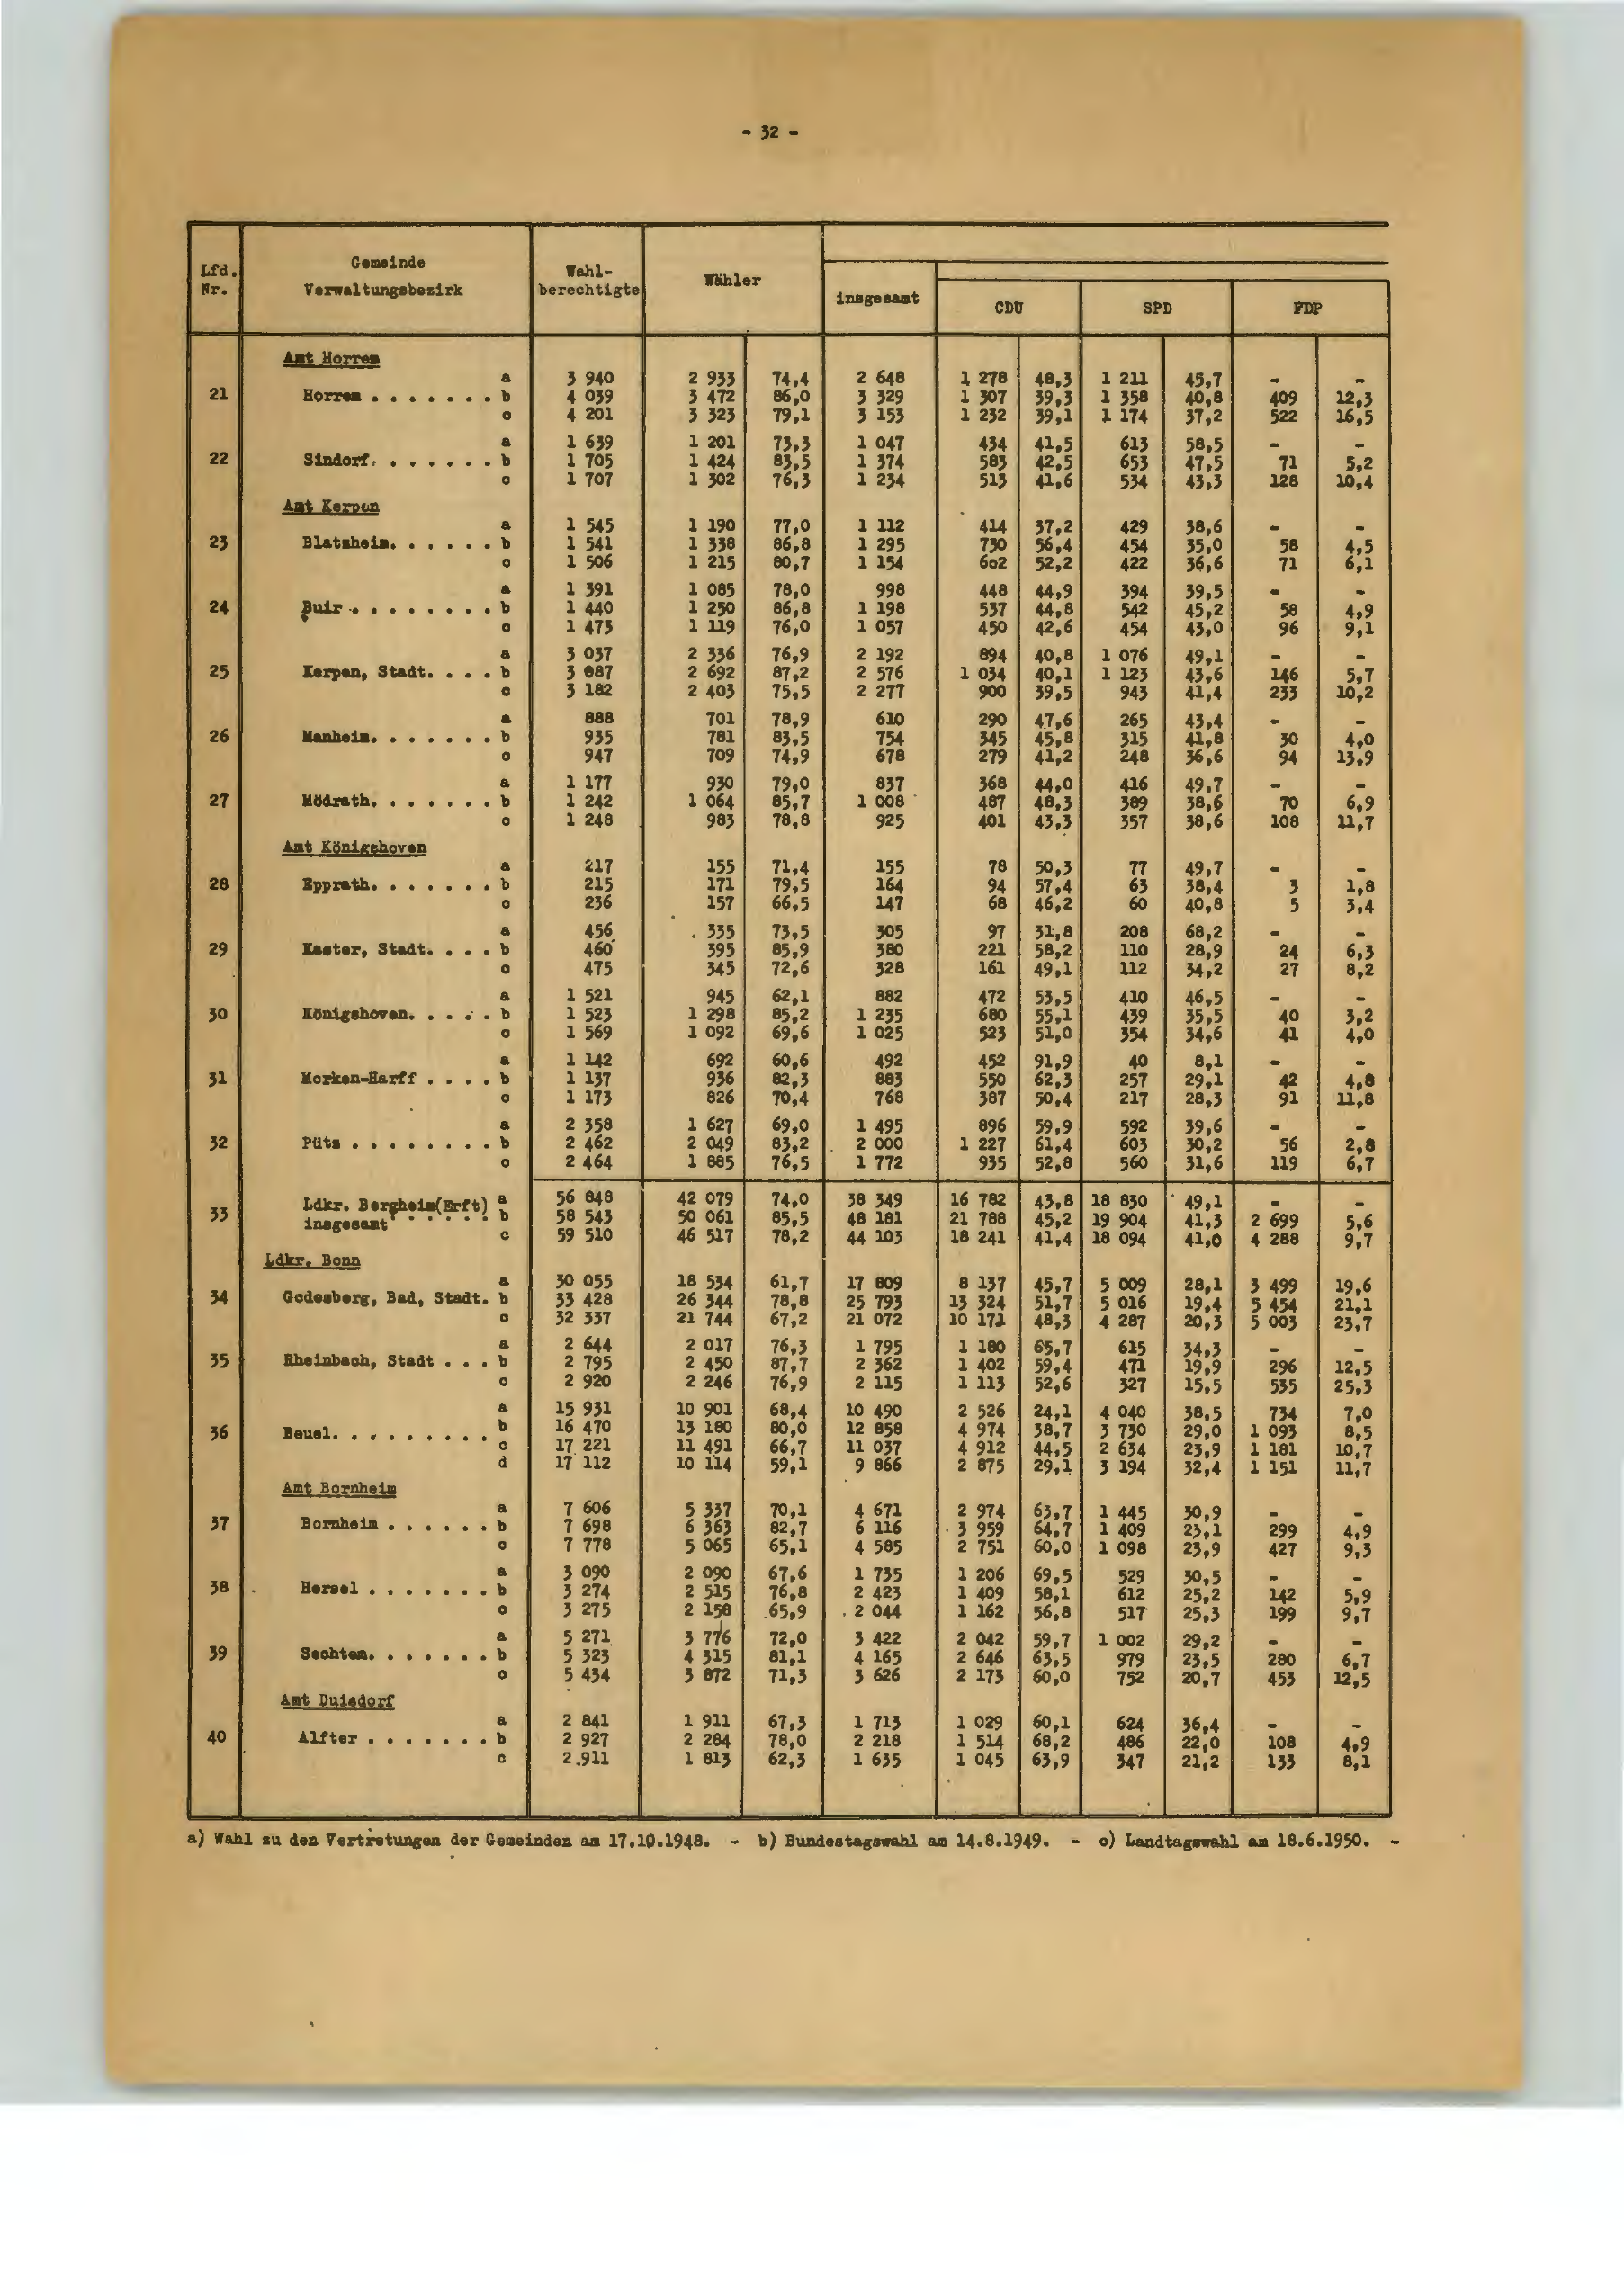 - 32 -
Lfd. Nr. Gemeinde Verwaltungsbezirk Wahl-berechtigte Wähler insgesamt CDU SPD FDP
Amt Horrem
a 3 940 2 933 74,4 2 648 1 278 48,3 1 211 45,7 - -
21 Horrem . . . . . . . b 4 039 3 472 86,0 3 329 1 307 39,3 1 358 40,8 409 12,3
c 4 201 3 323 79,1 3 153 1 232 39,1 1 174 37,2 522 16,5
a 1 639 1 201 73,3 1 047 434 41,5 613 58,5 - -
22 Sindorf. . . . . . . b 1 705 1 424 83,5 1 374 583 42,5 653 47,5 71 5,2
c 1 707 1 302 76,3 1 234 513 41,6 534 43,3 128 10,4
Amt Kerpen
a 1 545 1 190 77,0 1 112 414 37,2 429 38,6 - -
23 Blatzheim. . . . . . b 1 541 1 338 86,8 1 295 730 56,4 454 35,0 58 4,5
c 1 506 1 215 80,7 1 154 602 52,2 422 36,6 71 6,1
a 1 391 1 085 78,0 998 448 44,9 394 39,5 - -
24 Buir . . . . . . . . b 1 440 1 250 86,8 1 198 537 44,8 542 45,2 58 4,9
c 1 473 1 119 76,0 1 057 450 42,6 454 43,0 96 9,1
a 3 037 2 336 76,9 2 192 894 40,8 1 076 49,1 - -
25 Kerpen, Stadt. . . . b 3 087 2 692 87,2 2 576 1 034 40,1 1 123 43,6 146 5,7
c 3 182 2 403 75,5 2 277 900 39,5 943 41,4 233 10,2
a 888 701 78,9 610 290 47,6 265 43,4 - -
26 Manheim. . . . . . . b 935 781 83,5 754 345 45,8 315 41,8 30 4,0
c 947 709 74,9 678 279 41,2 248 36,6 94 13,9
a 1 177 930 79,0 837 368 44,0 416 49,7 - -
27 Mödrath. . . . . . . b 1 242 1 064 85,7 1 008 487 48,3 389 38,6 70 6,9
c 1 248 983 78,8 925 401 43,3 357 38,6 108 11,7
Amt Königshoven
a 217 155 71,4 155 78 50,3 77 49,7 - -
28 Epprath. . . . . . . b 215 171 79,5 164 94 57,4 63 38,4 3 1,8
c 236 157 66,5 147 68 46,2 60 40,8 5 3,4
a 456 335 73,5 305 97 31,8 208 68,2 - -
29 Kaster, Stadt. . . . b 460 395 85,9 380 221 58,2 110 28,9 24 6,3
c 475 345 72,6 328 161 49,1 112 34,2 27 8,2
a 1 521 945 62,1 882 472 53,5 410 46,5 - -
30 Königshoven. . . . . b 1 523 1 298 85,2 1 235 680 55,1 439 35,5 40 3,2
c 1 569 1 092 69,6 1 025 523 51,0 354 34,6 41 4,0
a 1 142 692 60,6 492 452 91,9 40 8,1 - -
31 Morken-Harff . . . . b 1 137 936 82,3 883 550 62,3 257 29,1 42 4,8
c 1 173 826 70,4 768 387 50,4 217 28,3 91 11,8
a 2 358 1 627 69,0 1 495 896 59,9 592 39,6 - -
32 Pütz . . . . . . . . b 2 462 2 049 83,2 2 000 1 227 61,4 603 30,2 56 2,8
c 2 464 1 885 76,5 1 772 935 52,8 560 31,6 119 6,7
Ldkr. Bergheim(Erft) a 56 848 42 079 74,0 38 349 16 782 43,8 18 830 49,1 - -
33 insgesamt . . . . . . b 58 543 50 061 85,5 48 181 21 788 45,2 19 904 41,3 2 699 5,6
c 59 510 46 517 78,2 44 103 18 241 41,4 18 094 41,0 4 288 9,7
Ldkr. Bonn
a 30 055 18 534 61,7 17 809 8 137 45,7 5 009 28,1 3 499 19,6
34 Godesberg, Bad, Stadt. b 33 428 26 344 78,8 25 793 13 324 51,7 5 016 19,4 5 454 21,1
c 32 337 21 744 67,2 21 072 10 171 48,3 4 287 20,3 5 003 23,7
a 2 644 2 017 76,3 1 795 1 180 65,7 615 34,3 - -
35 Rheinbach, Stadt . . . b 2 795 2 450 87,7 2 362 1 402 59,4 471 19,9 296 12,5
c 2 920 2 246 76,9 2 115 1 113 52,6 327 15,5 535 25,3
a 15 931 10 901 68,4 10 490 2 526 24,1 4 040 38,5 734 7,0
36 Beuel. . . . . . . . . b 16 470 13 180 80,0 12 858 4 974 38,7 3 730 29,0 1 093 8,5
c 17 221 11 491 66,7 11 037 4 912 44,5 2 634 23,9 1 181 10,7
d 17 112 10 114 59,1 9 866 2 875 29,1 3 194 32,4 1 151 11,7
Amt Bornheim
a 7 606 5 337 70,1 4 671 2 974 63,7 1 445 30,9 - -
37 Bornheim . . . . . . b 7 698 6 363 82,7 6 116 3 959 64,7 1 409 23,1 299 4,9
c 7 778 5 065 65,1 4 585 2 751 60,0 1 098 23,9 427 9,3
a 3 090 2 090 67,6 1 735 1 206 69,5 529 30,5 - -
38 Hersel . . . . . . . b 3 274 2 515 76,8 2 423 1 409 58,1 612 25,2 142 5,9
c 3 275 2 158 65,9 2 044 1 162 56,8 517 25,3 199 9,7
a 5 271 3 776 72,0 3 422 2 042 59,7 1 002 29,2 - -
39 Sechtem. . . . . . . b 5 323 4 315 81,1 4 165 2 646 63,5 979 23,5 280 6,7
c 5 434 3 872 71,3 3 626 2 173 60,0 752 20,7 453 12,5
Amt Duisdorf
a 2 841 1 911 67,3 1 713 1 029 60,1 624 36,4 - -
40 Alfter . . . . . . . b 2 927 2 284 78,0 2 218 1 514 68,2 486 22,0 108 4,9
c 2.911 1 813 62,3 1 635 1 045 63,9 347 21,2 133 8,1
a) Wahl zu den Vertretungen der Gemeinden am 17.10.1948. - b) Bundestagswahl am 14.8.1949. - c) Landtagswahl am 18.6.1950. -